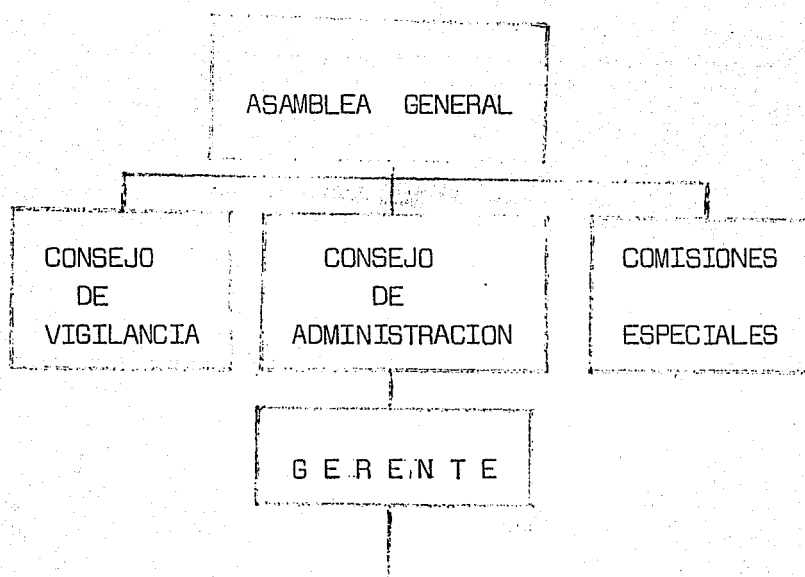 ASAMBLEA GENERAL
CONSEJO
DE
VIGILANCIA
CONSEJO
DE
ADMINISTRACION
COMISIONES
ESPECIALES
G E R E N T E